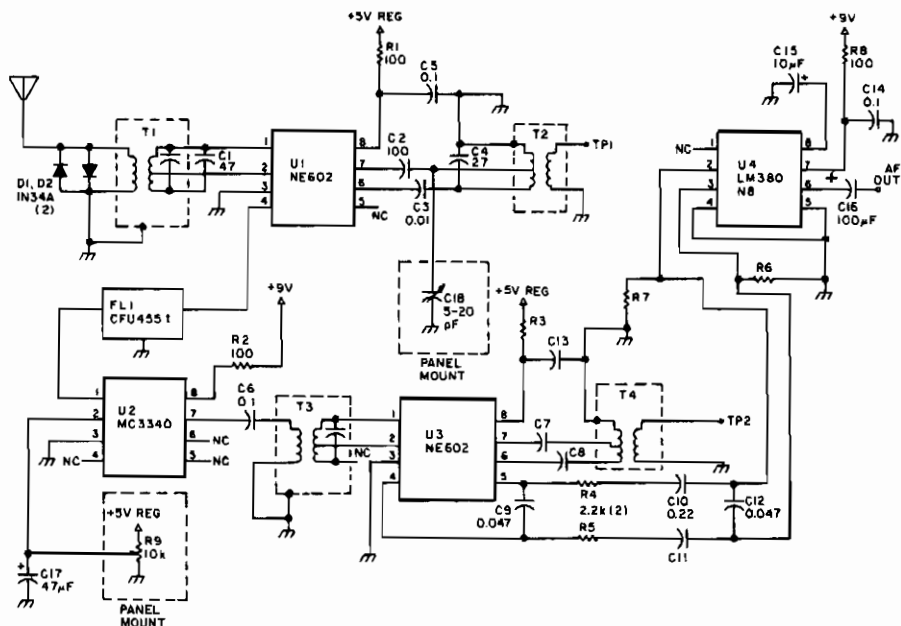 +5V REG
R1
100
C5
0.1
T1
C1
47
D1, D2
IN34A
(2)
1
2
3
4
U1
NE602
8
7
6
5
NC
C2
100
C3
0.01
C4
27
T2
TP1
C18
5-20
pF
PANEL
MOUNT
+9V
R8
100
C15
10µF
+
C14
0.1
NC
1
2
3
4
U4
LM380
N8
8
7
6
5
+
C16
100µF
AF
OUT
R6
R7
FL1
CFU455I
+9V
R2
100
1
2
3
4
NC
U2
MC3340
8
7
6
5
NC
NC
C6
0.1
T3
NC
+5V REG
R3
C13
1
2
3
4
U3
NE602
8
7
6
5
C7
C8
T4
TP2
C9
0.047
R4
2.2k(2)
R5
C10
0.22
C11
C12
0.047
+
C17
47µF
+5V REG
R9
10k
PANEL
MOUNT